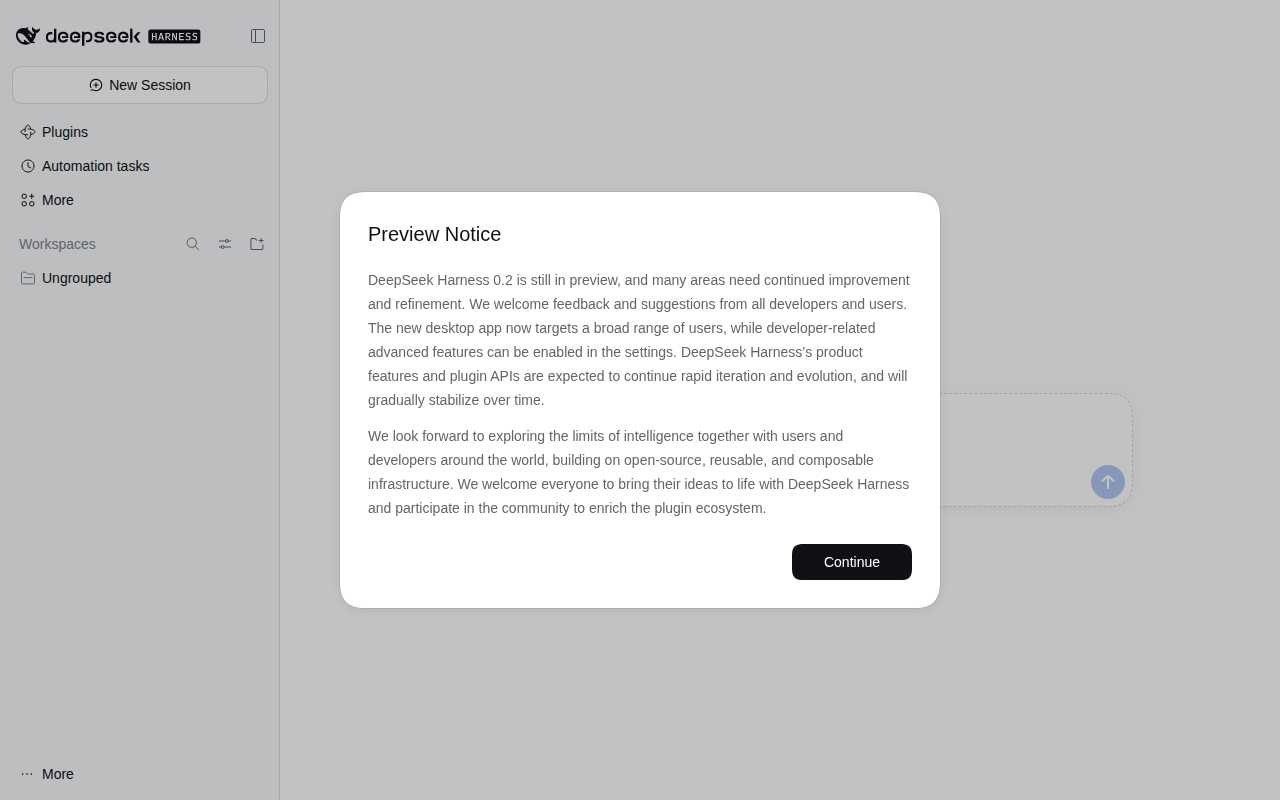 deepseek HARNESS
New Session
Plugins
Automation tasks
More
Workspaces
Ungrouped
More
Preview Notice
DeepSeek Harness 0.2 is still in preview, and many areas need continued improvement
and refinement. We welcome feedback and suggestions from all developers and users.
The new desktop app now targets a broad range of users, while developer-related
advanced features can be enabled in the settings. DeepSeek Harness's product
features and plugin APIs are expected to continue rapid iteration and evolution, and will
gradually stabilize over time.
We look forward to exploring the limits of intelligence together with users and
developers around the world, building on open-source, reusable, and composable
infrastructure. We welcome everyone to bring their ideas to life with DeepSeek Harness
and participate in the community to enrich the plugin ecosystem.
Continue